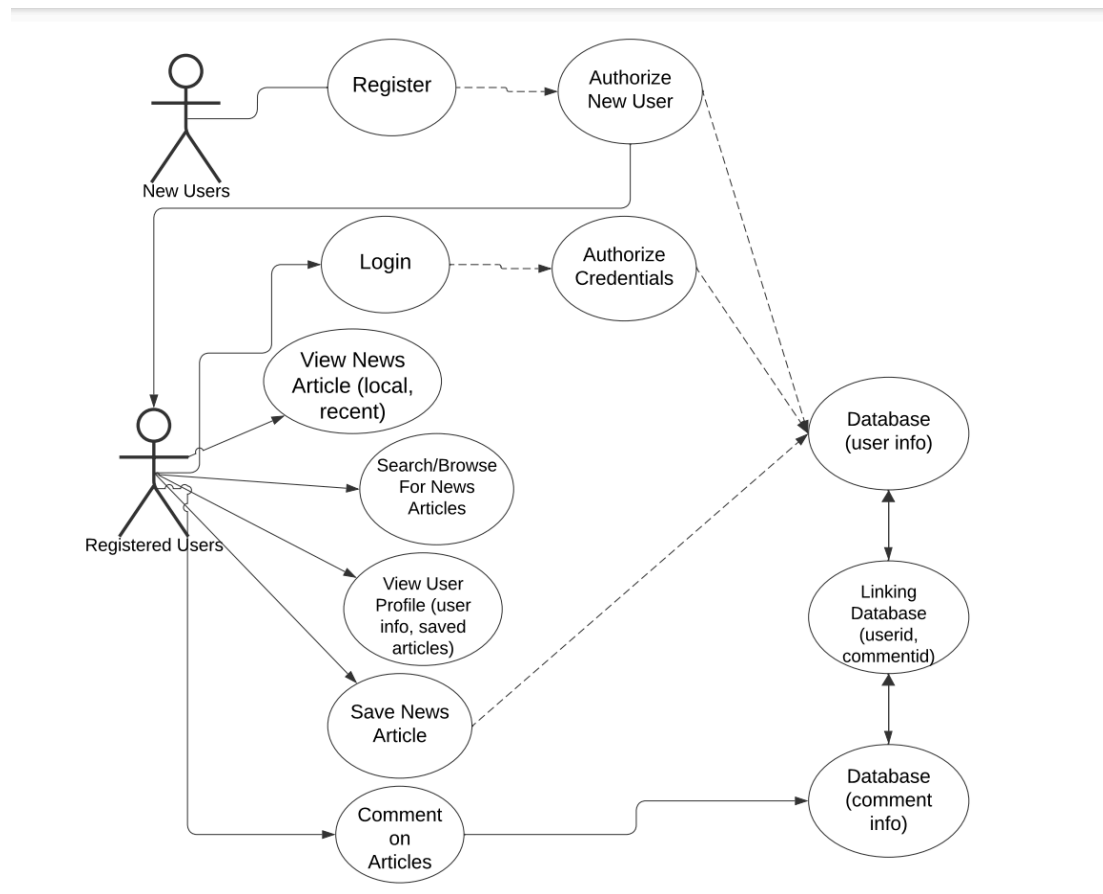 Register
Authorize
New User
New Users
Login
Authorize
Credentials
View News
Article (local,
recent)
Database
(user info)
Search/Browse
For News
Articles
Registered Users
View User
Profile (user
info, saved
articles)
Linking
Database
(userid,
commentid)
Save News
Article
Database
(comment
info)
Comment
on
Articles